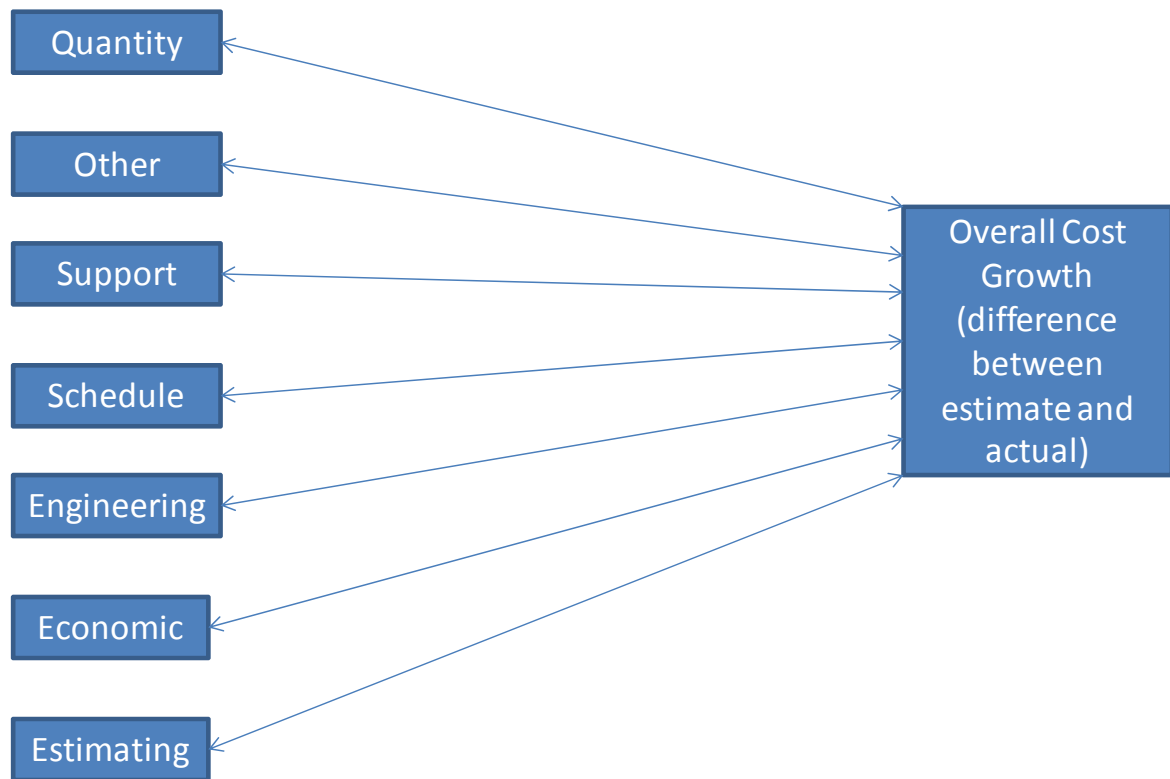 Quantity
Other
Support
Schedule
Engineering
Economic
Estimating
Overall Cost
Growth
(difference
between
estimate and
actual)